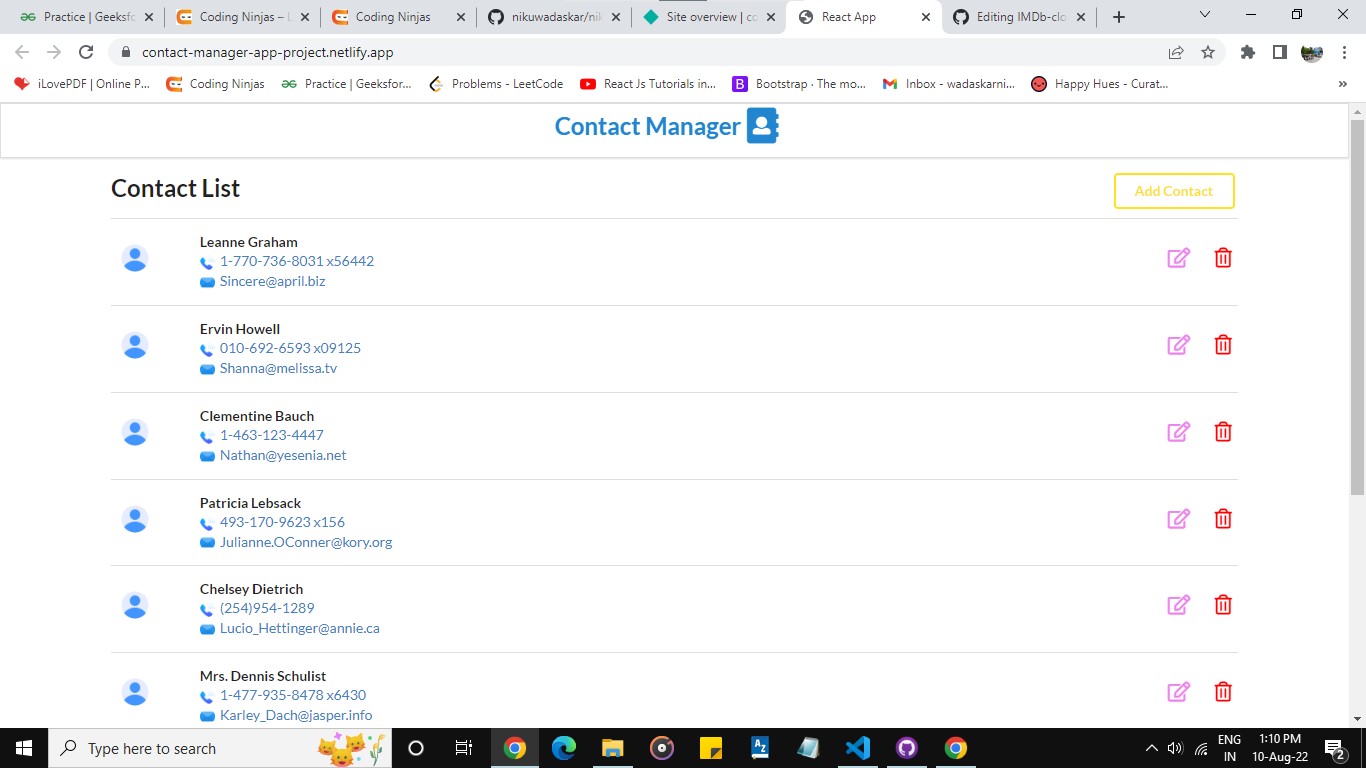 Practice | Geeksfo
Coding Ninjas – L
Coding Ninjas
nikuwadaskar/nik
Site overview | co
React App
Editing IMDb-clo
contact-manager-app-project.netlify.app
iLovePDF | Online P...
Coding Ninjas
Practice | Geeksfor...
Problems - LeetCode
React Js Tutorials in...
Bootstrap · The mo...
Inbox - wadaskarni...
Happy Hues - Curat...
»
Contact Manager
Contact List
Add Contact
Leanne Graham
1-770-736-8031 x56442
Sincere@april.biz
Ervin Howell
010-692-6593 x09125
Shanna@melissa.tv
Clementine Bauch
1-463-123-4447
Nathan@yesenia.net
Patricia Lebsack
493-170-9623 x156
Julianne.OConner@kory.org
Chelsey Dietrich
(254)954-1289
Lucio_Hettinger@annie.ca
Mrs. Dennis Schulist
1-477-935-8478 x6430
Karley_Dach@jasper.info
Type here to search
ENG
IN
1:10 PM
10-Aug-22
2